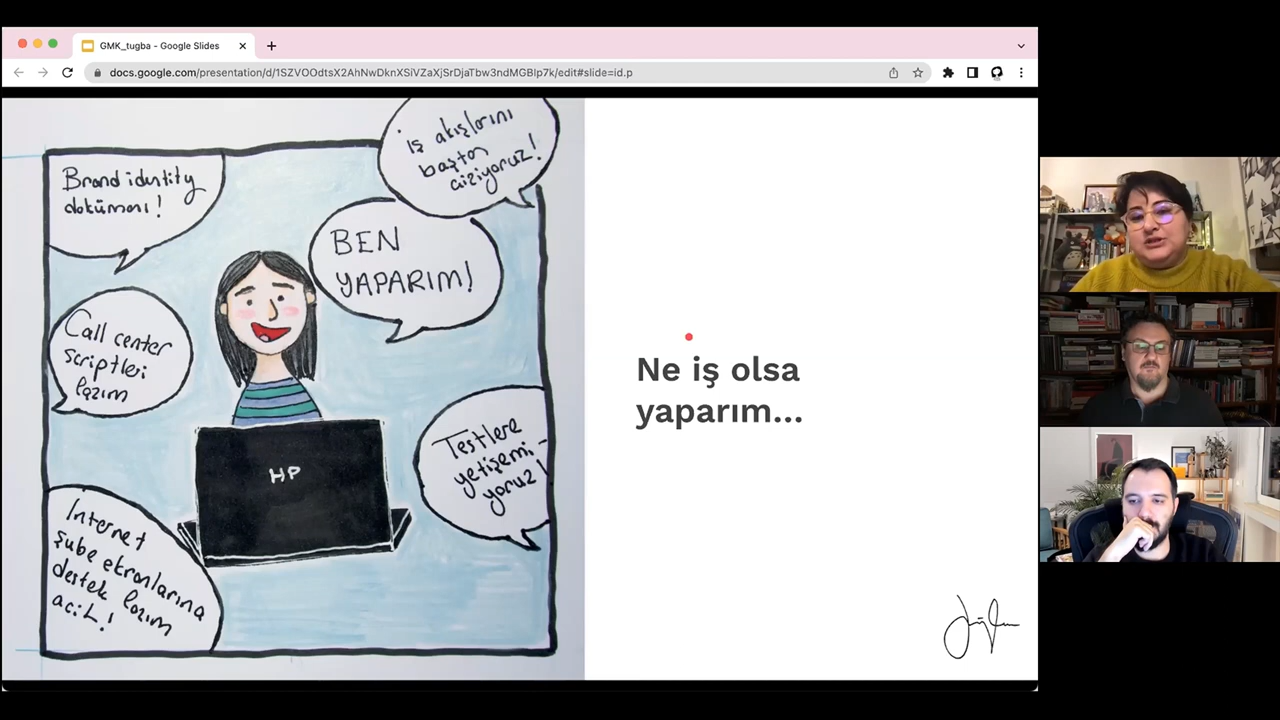 GMK_tugba - Google Slides
docs.google.com/presentation/d/1SZVOOdtsX2AhNwDknXSiVZaXjSrDjaTbw3ndMGBlp7k/edit#slide=id.p
Brand identity
dokümanı!
iş akışlarını
baştan
çiziyoruz!
BEN
YAPARIM!
Call center
scriptleri
lazım
Testlere
yetişemi-
yoruz!
HP
Internet
şube ekranlarına
destek lazım
acil!
Ne iş olsa
yaparım...